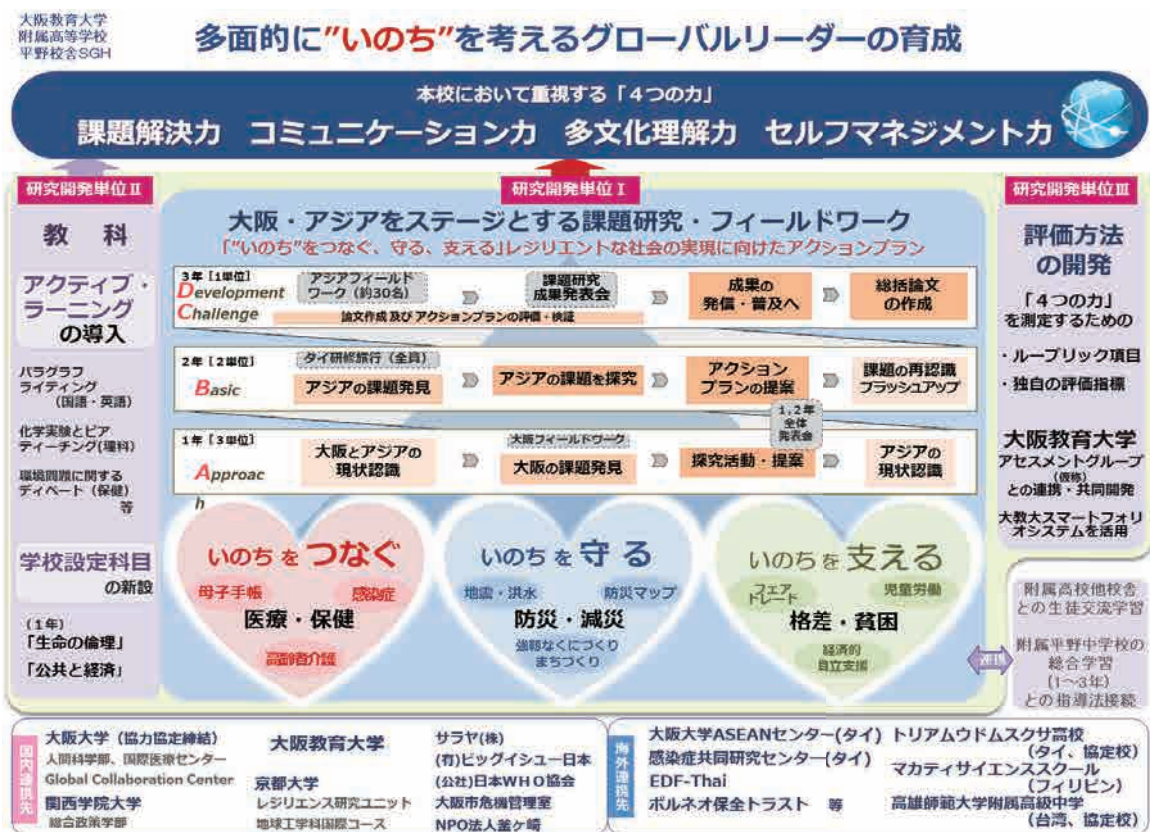 大阪教育大学
附属高等学校
平野校舎SGH
多面的に"いのち"を考えるグローバルリーダーの育成
本校において重視する「4つの力」
課題解決力 コミュニケーション力 多文化理解力 セルフマネジメント力
研究開発単位Ⅱ
教 科
アクティブ・
ラーニング
の導入
パラグラフ
ライティング
(国語・英語)
化学実験とピア
ティーチング(理科)
環境問題に関する
ディベート(保健)
等
学校設定科目
の新設
(1年)
「生命の倫理」
「公共と経済」
研究開発単位Ⅰ
大阪・アジアをステージとする課題研究・フィールドワーク
「"いのち"をつなぐ、守る、支える」レジリエントな社会の実現に向けたアクションプラン
3年[1単位]
Development
Challenge
アジアフィールド
ワーク(約30名)
課題研究
成果発表会
成果の
発信・普及へ
総括論文
の作成
論文作成 及び アクションプランの評価・検証
2年[2単位]
Basic
タイ研修旅行(全員)
アジアの課題発見
アジアの課題を探究
アクション
プランの提案
課題の再認識
ブラッシュアップ
1,2年
全体
発表会
1年[3単位]
Approac
h
大阪とアジアの
現状認識
大阪フィールドワーク
大阪の課題発見
探究活動・提案
アジアの
現状認識
いのち を つなぐ
母子手帳
感染症
医療・保健
高齢者介護
いのち を 守 る
地震・洪水
防災マップ
防災・減災
強靭なくにづくり
まちづくり
いのち を 支える
フェア
トレード
児童労働
格差・貧困
経済的
自立支援
研究開発単位Ⅲ
評価方法
の開発
「4つの力」
を測定するための
・ルーブリック項目
・独自の評価指標
大阪教育大学
アセスメントグループ
(仮称)
との連携・共同開発
大教大スマートフォリ
オシステムを活用
連携
附属高校他校舎
との生徒交流学習
附属平野中学校の
総合学習
(1~3年)
との指導法接続
国内連携先
大阪大学(協力協定締結)
人間科学部、国際医療センター
Global Collaboration Center
関西学院大学
総合政策学部
大阪教育大学
京都大学
レジリエンス研究ユニット
地球工学科国際コース
サラヤ(株)
(有)ビッグイシュー日本
(公社)日本WHO協会
大阪市危機管理室
NPO法人釜ヶ崎
海外連携先
大阪大学ASEANセンター(タイ)
感染症共同研究センター(タイ)
EDF-Thai
ボルネオ保全トラスト 等
トリアムウドムスクサ高校
(タイ、協定校)
マカティサイエンススクール
(フィリピン)
高雄師範大学附属高級中学
(台湾、協定校)